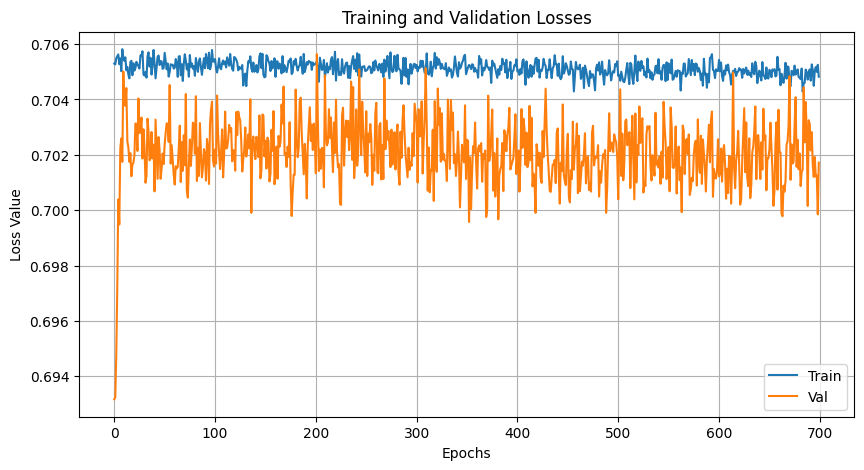 Training and Validation Losses
0.706
0.704
0.702
0.700
0.698
0.696
0.694
Loss Value
0 100 200 300 400 500 600 700
Epochs
Train
Val